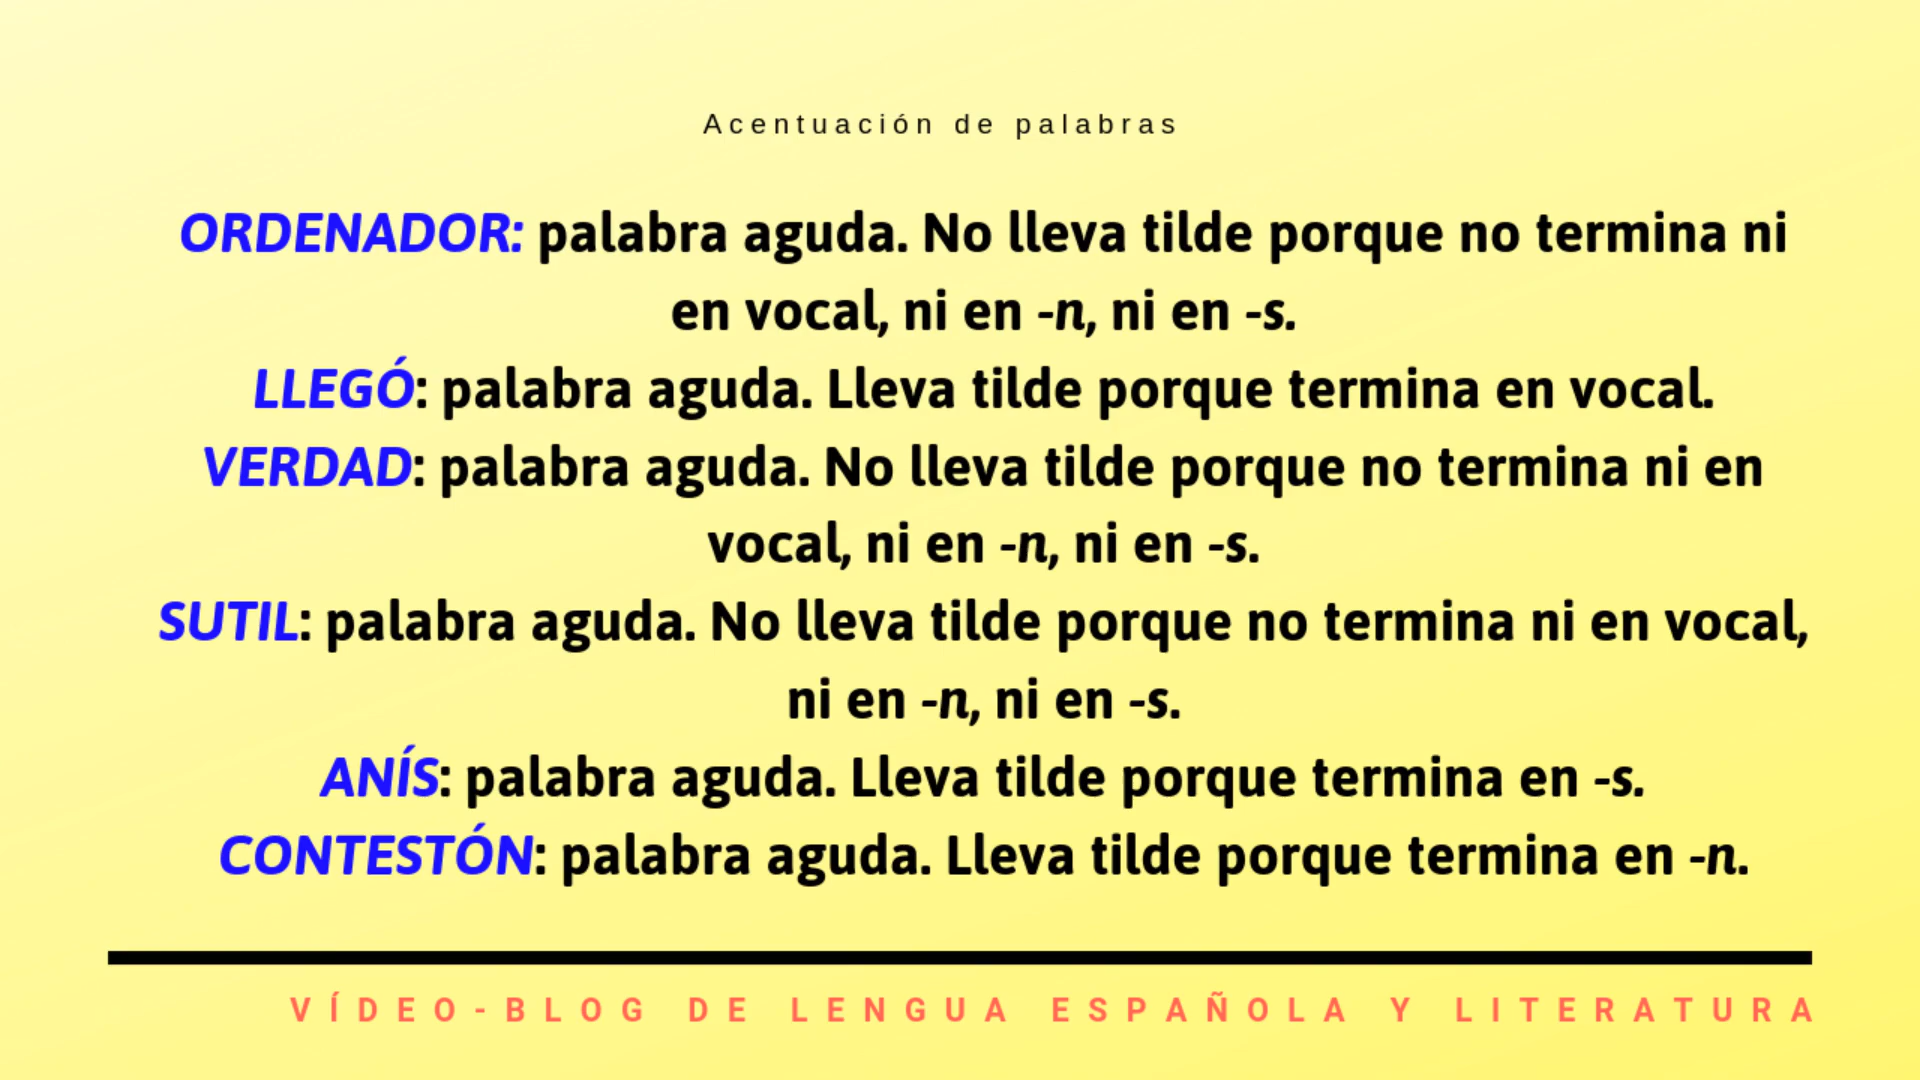 Acentuación de palabras
ORDENADOR: palabra aguda. No lleva tilde porque no termina ni
en vocal, ni en -n, ni en -s.
LLEGÓ: palabra aguda. Lleva tilde porque termina en vocal.
VERDAD: palabra aguda. No lleva tilde porque no termina ni en
vocal, ni en -n, ni en -s.
SUTIL: palabra aguda. No lleva tilde porque no termina ni en vocal,
ni en -n, ni en -s.
ANÍS: palabra aguda. Lleva tilde porque termina en -s.
CONTESTÓN: palabra aguda. Lleva tilde porque termina en -n.
VÍDEO-BLOG DE LENGUA ESPAÑOLA Y LITERATURA